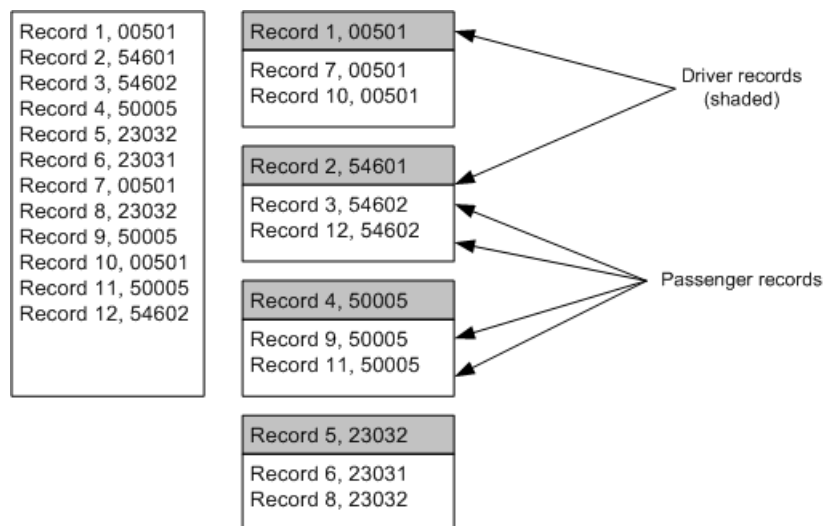 Record 1, 00501
Record 2, 54601
Record 3, 54602
Record 4, 50005
Record 5, 23032
Record 6, 23031
Record 7, 00501
Record 8, 23032
Record 9, 50005
Record 10, 00501
Record 11, 50005
Record 12, 54602
Record 1, 00501
Record 7, 00501
Record 10, 00501
Record 2, 54601
Record 3, 54602
Record 12, 54602
Record 4, 50005
Record 9, 50005
Record 11, 50005
Record 5, 23032
Record 6, 23031
Record 8, 23032
Driver records
(shaded)
Passenger records